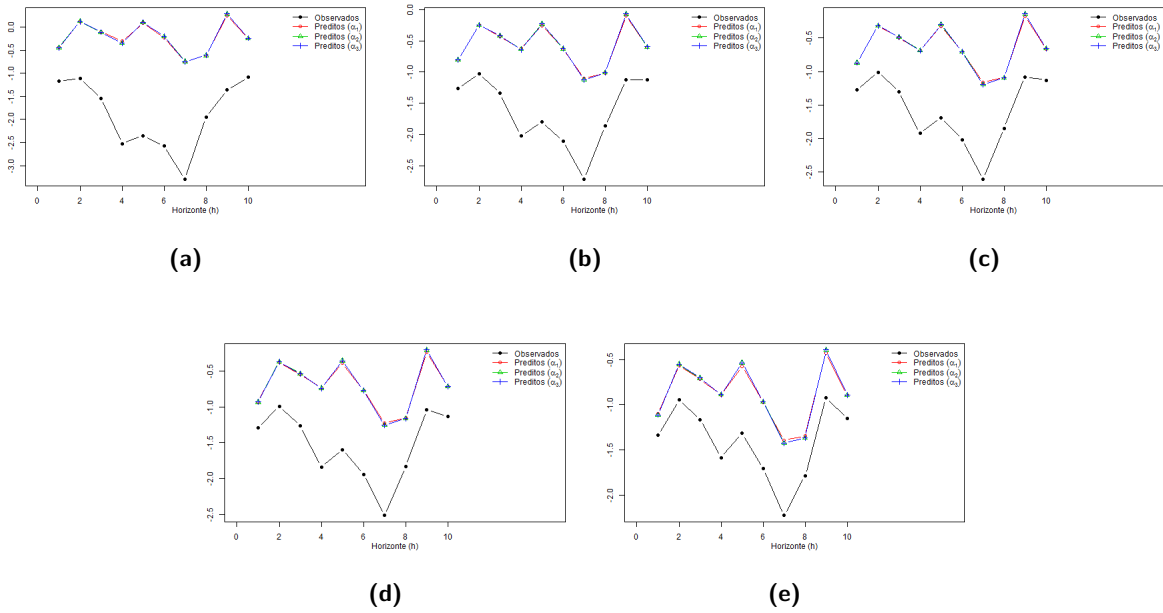 0.0
-0.5
-1.0
-1.5
-2.0
-2.5
-3.0
0 2 4 6 8 10
Horizonte (h)
Observados
Preditos (α1)
Preditos (α2)
Preditos (α3)
(a)
0.0
-0.5
-1.0
-1.5
-2.0
-2.5
0 2 4 6 8 10
Horizonte (h)
Observados
Preditos (α1)
Preditos (α2)
Preditos (α3)
(b)
-0.5
-1.0
-1.5
-2.0
-2.5
0 2 4 6 8 10
Horizonte (h)
Observados
Preditos (α1)
Preditos (α2)
Preditos (α3)
(c)
-0.5
-1.0
-1.5
-2.0
-2.5
0 2 4 6 8 10
Horizonte (h)
Observados
Preditos (α1)
Preditos (α2)
Preditos (α3)
(d)
-0.5
-1.0
-1.5
-2.0
0 2 4 6 8 10
Horizonte (h)
Observados
Preditos (α1)
Preditos (α2)
Preditos (α3)
(e)